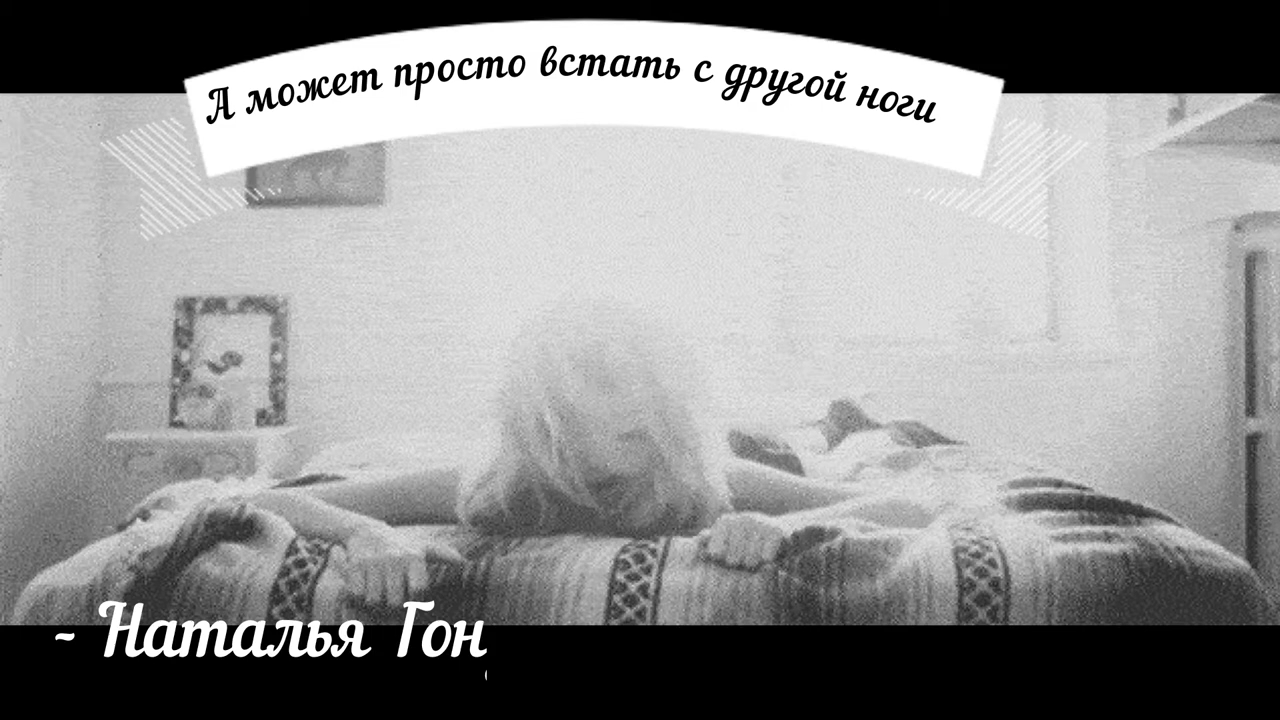 А может просто встать с другой ноги
- Наталья Гон